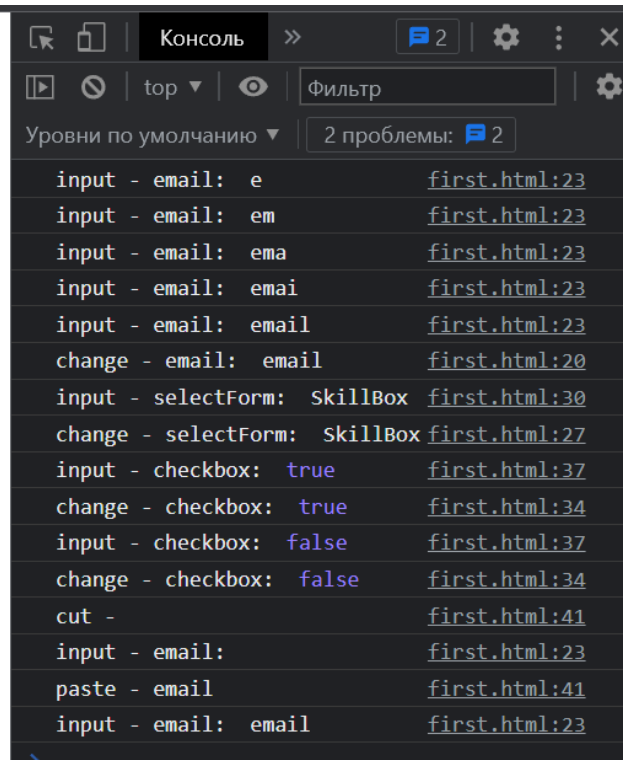 Консоль » 2
top ▼ Фильтр
Уровни по умолчанию ▼ 2 проблемы: 2
input - email: e first.html:23
input - email: em first.html:23
input - email: ema first.html:23
input - email: emai first.html:23
input - email: email first.html:23
change - email: email first.html:20
input - selectForm: SkillBox first.html:30
change - selectForm: SkillBox first.html:27
input - checkbox: true first.html:37
change - checkbox: true first.html:34
input - checkbox: false first.html:37
change - checkbox: false first.html:34
cut - first.html:41
input - email: first.html:23
paste - email first.html:41
input - email: email first.html:23